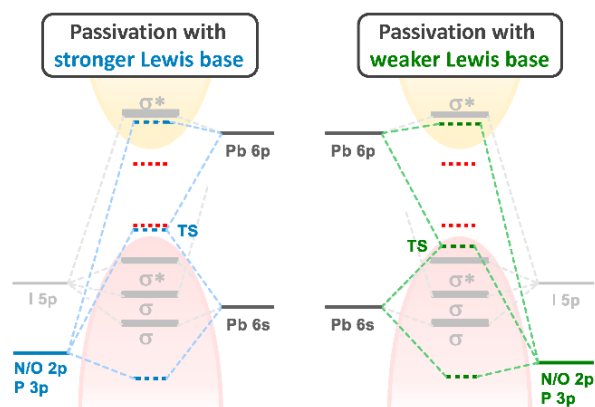 Passivation with
stronger Lewis base
σ*
Pb 6p
TS
σ*
I 5p
σ
Pb 6s
σ
N/O 2p
P 3p
Passivation with
weaker Lewis base
σ*
Pb 6p
TS
σ*
I 5p
σ
Pb 6s
σ
N/O 2p
P 3p